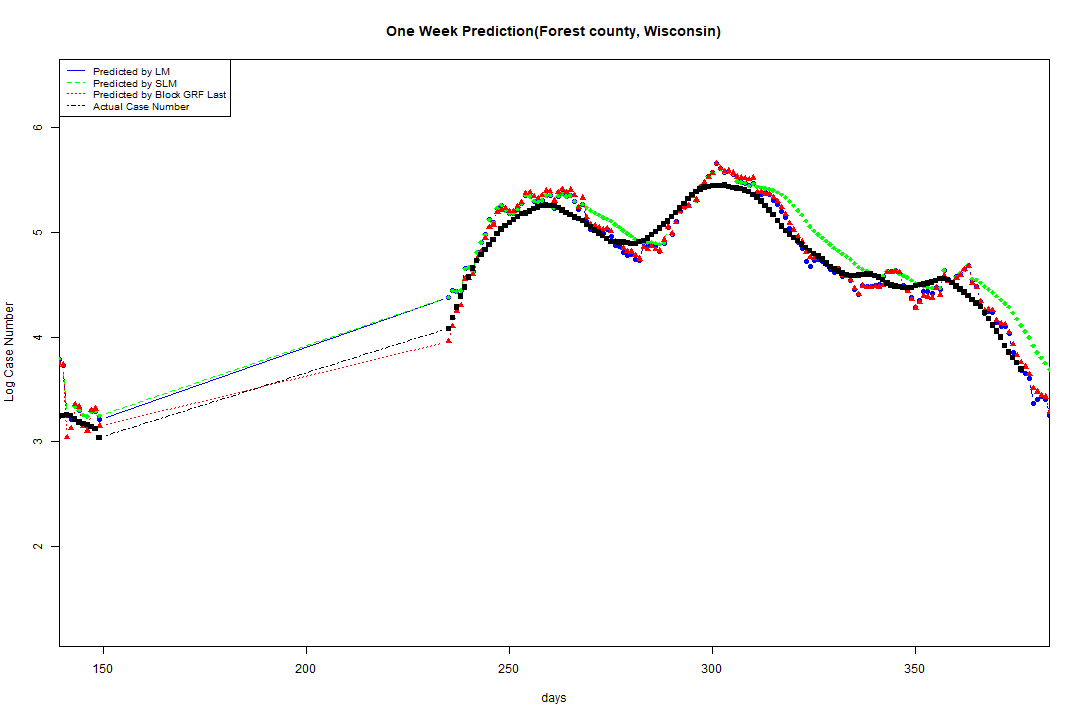 One Week Prediction(Forest county, Wisconsin)
Predicted by LM
Predicted by SLM
Predicted by Block GRF Last
Actual Case Number
6
5
4
3
2
Log Case Number
150 200 250 300 350
days